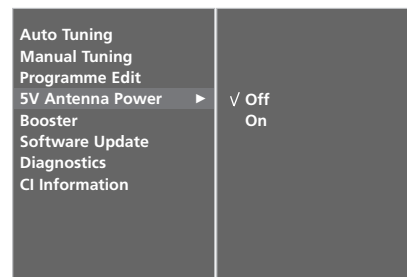 Auto Tuning
Manual Tuning
Programme Edit
5V Antenna Power ►
√ Off
Booster
On
Software Update
Diagnostics
CI Information